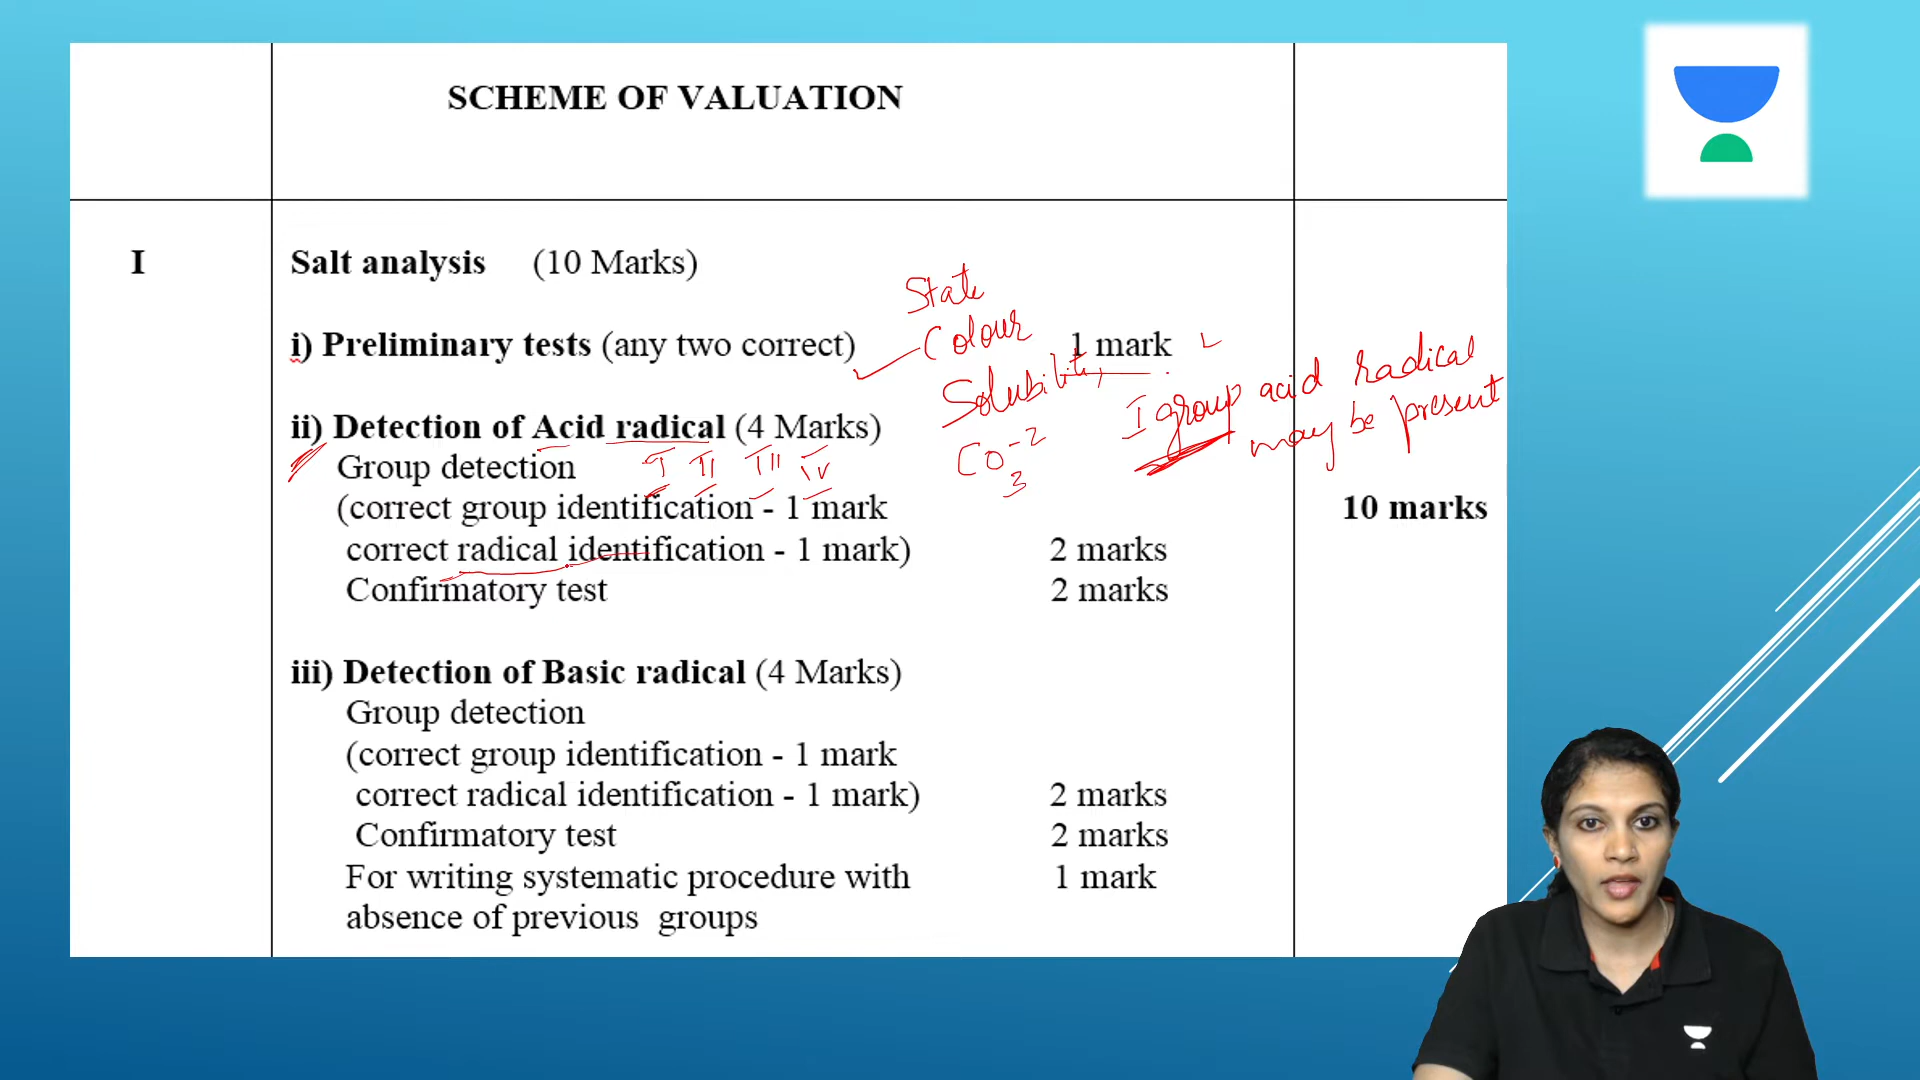 SCHEME OF VALUATION
I
Salt analysis (10 Marks)
State
i) Preliminary tests (any two correct) Colour 1 mark
Solubility
I group acid radical
may be present
ii) Detection of Acid radical (4 Marks)
CO3-2
Group detection I II III IV
(correct group identification - 1 mark 10 marks
correct radical identification - 1 mark) 2 marks
Confirmatory test 2 marks
iii) Detection of Basic radical (4 Marks)
Group detection
(correct group identification - 1 mark
correct radical identification - 1 mark) 2 marks
Confirmatory test 2 marks
For writing systematic procedure with 1 mark
absence of previous groups